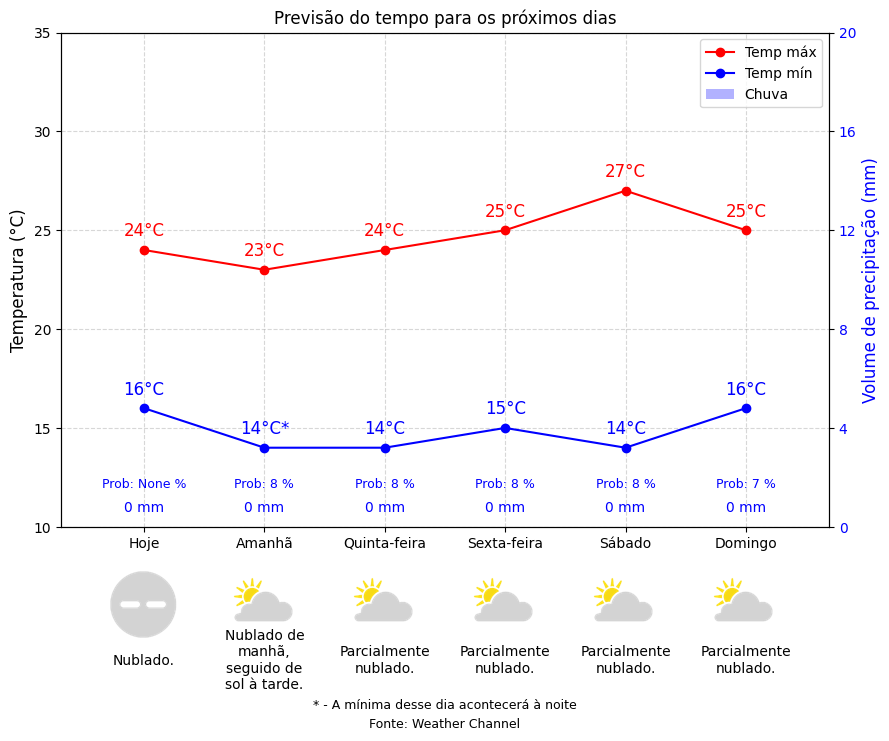 Previsão do tempo para os próximos dias
Temp máx
Temp mín
Chuva
Temperatura (°C)
35
30
25
20
15
10
Volume de precipitação (mm)
20
16
12
8
4
0
24°C
23°C
24°C
25°C
27°C
25°C
16°C
14°C*
14°C
15°C
14°C
16°C
Prob: None %
Prob: 8 %
Prob: 8 %
Prob: 8 %
Prob: 8 %
Prob: 7 %
0 mm
0 mm
0 mm
0 mm
0 mm
0 mm
Hoje
Amanhã
Quinta-feira
Sexta-feira
Sábado
Domingo
Nublado.
Nublado de
manhã,
seguido de
sol à tarde.
Parcialmente
nublado.
Parcialmente
nublado.
Parcialmente
nublado.
Parcialmente
nublado.
* - A mínima desse dia acontecerá à noite
Fonte: Weather Channel